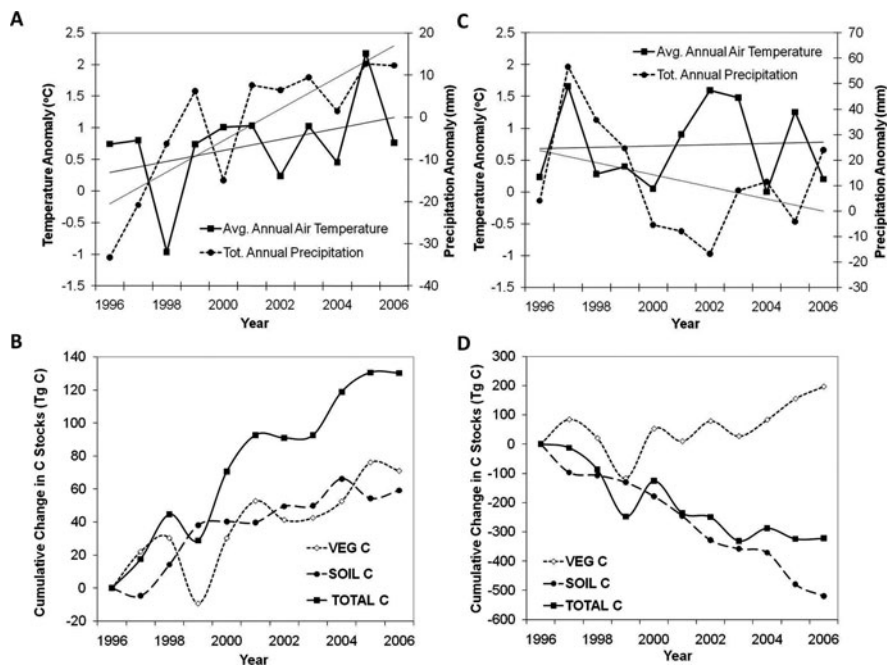 A
Temperature Anomaly (ºC)
2.5
2
1.5
1
0.5
0
-0.5
-1
-1.5
20
10
0
-10
-20
-30
-40
Precipitation Anomaly (mm)
Avg. Annual Air Temperature
Tot. Annual Precipitation
1996 1998 2000 2002 2004 2006
Year
C
Temperature Anomaly (ºC)
2.5
2
1.5
1
0.5
0
-0.5
-1
-1.5
70
60
50
40
30
20
10
0
-10
-20
-30
Precipitation Anomaly (mm)
Avg. Annual Air Temperature
Tot. Annual Precipitation
1996 1998 2000 2002 2004 2006
Year
B
Cumulative Change in C Stocks (Tg C)
140
120
100
80
60
40
20
0
-20
VEG C
SOIL C
TOTAL C
1996 1998 2000 2002 2004 2006
Year
D
Cumulative Change in C Stocks (Tg C)
300
200
100
0
-100
-200
-300
-400
-500
-600
VEG C
SOIL C
TOTAL C
1996 1998 2000 2002 2004 2006
Year